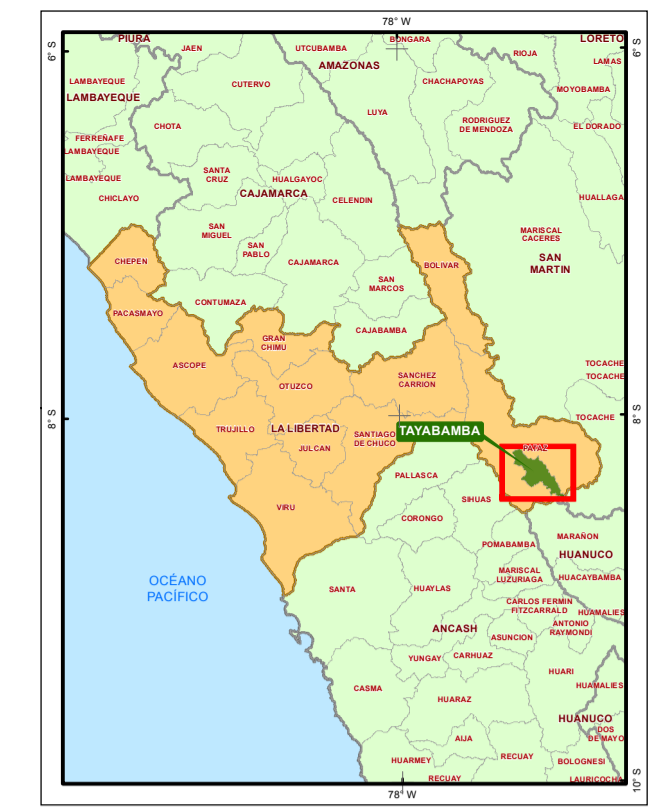 78° W
PIURA
BONGARA
LORETO
6° S
6° S
JAEN
UTCUBAMBA
RIOJA
LAMAS
AMAZONAS
LAMBAYEQUE
CUTERVO
CHACHAPOYAS
MOYOBAMBA
LAMBAYEQUE
LUYA
CHOTA
RODRIGUEZ
DE MENDOZA
EL DORADO
FERREÑAFE
LAMBAYEQUE
LAMBAYEQUE
SANTA
CRUZ
HUALGAYOC
CAJAMARCA
CELENDIN
HUALLAGA
CHICLAYO
SAN
MIGUEL
MARISCAL
CACERES
SAN
PABLO
CAJAMARCA
SAN
MARTIN
CHEPEN
BOLIVAR
SAN
MARCOS
CONTUMAZA
PACASMAYO
CAJABAMBA
GRAN
CHIMU
ASCOPE
TOCACHE
TOCACHE
SANCHEZ
CARRION
OTUZCO
8° S
8° S
TOCACHE
TRUJILLO
LA LIBERTAD
SANTIAGO
DE CHUCO
TAYABAMBA
JULCAN
PATAZ
PALLASCA
SIHUAS
VIRU
CORONGO
MARAÑON
POMABAMBA
HUANUCO
OCÉANO
PACÍFICO
SANTA
HUAYLAS
MARISCAL
LUZURIAGA
HUACAYBAMBA
CARLOS FERMIN
FITZCARRALD
HUAMALIES
ANCASH
ANTONIO
RAYMONDI
ASUNCION
YUNGAY
CARHUAZ
HUARI
CASMA
HUARAZ
HUAMALIES
HUANUCO
DOS
DE MAYO
AIJA
HUARMEY
RECUAY
BOLOGNESI
RECUAY
LAURICOCHA
10° S
78° W